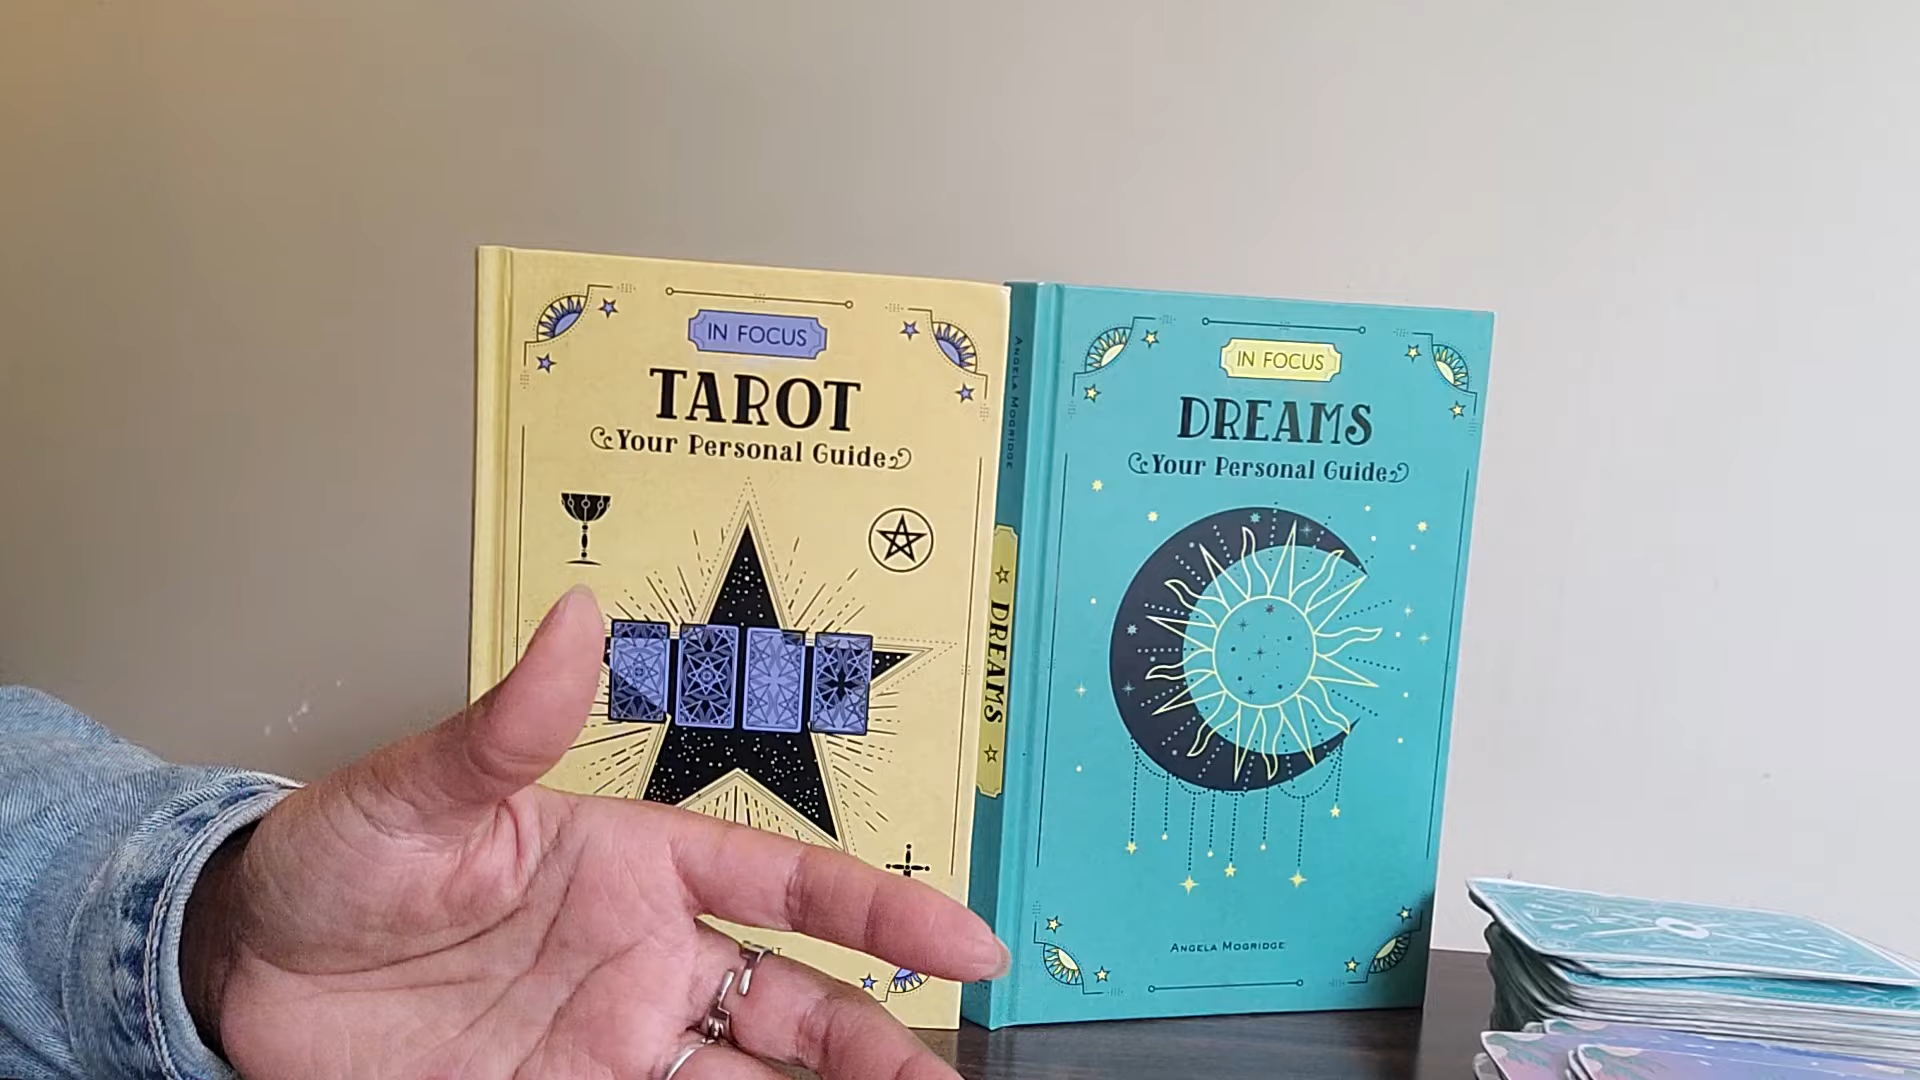 IN FOCUS
TAROT
Your Personal Guide
ANGELA MOGRIDGE
DREAMS
IN FOCUS
DREAMS
Your Personal Guide
ANGELA MOGRIDGE